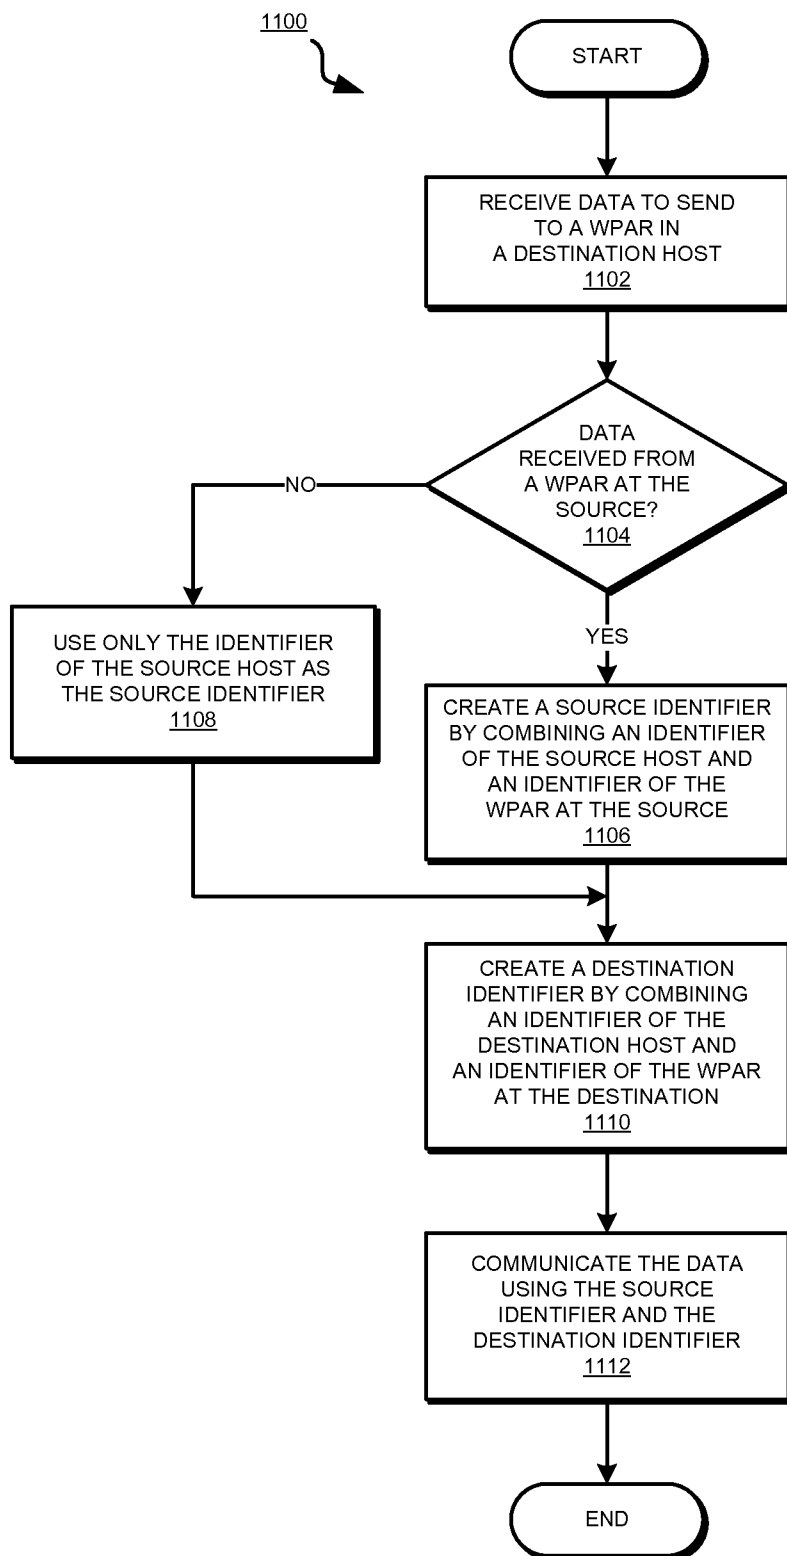 1100
START
RECEIVE DATA TO SEND
TO A WPAR IN
A DESTINATION HOST
1102
DATA
RECEIVED FROM
A WPAR AT THE
SOURCE?
1104
NO
YES
USE ONLY THE IDENTIFIER
OF THE SOURCE HOST AS
THE SOURCE IDENTIFIER
1108
CREATE A SOURCE IDENTIFIER
BY COMBINING AN IDENTIFIER
OF THE SOURCE HOST AND
AN IDENTIFIER OF THE
WPAR AT THE SOURCE
1106
CREATE A DESTINATION
IDENTIFIER BY COMBINING
AN IDENTIFIER OF THE
DESTINATION HOST AND
AN IDENTIFIER OF THE WPAR
AT THE DESTINATION
1110
COMMUNICATE THE DATA
USING THE SOURCE
IDENTIFIER AND THE
DESTINATION IDENTIFIER
1112
END